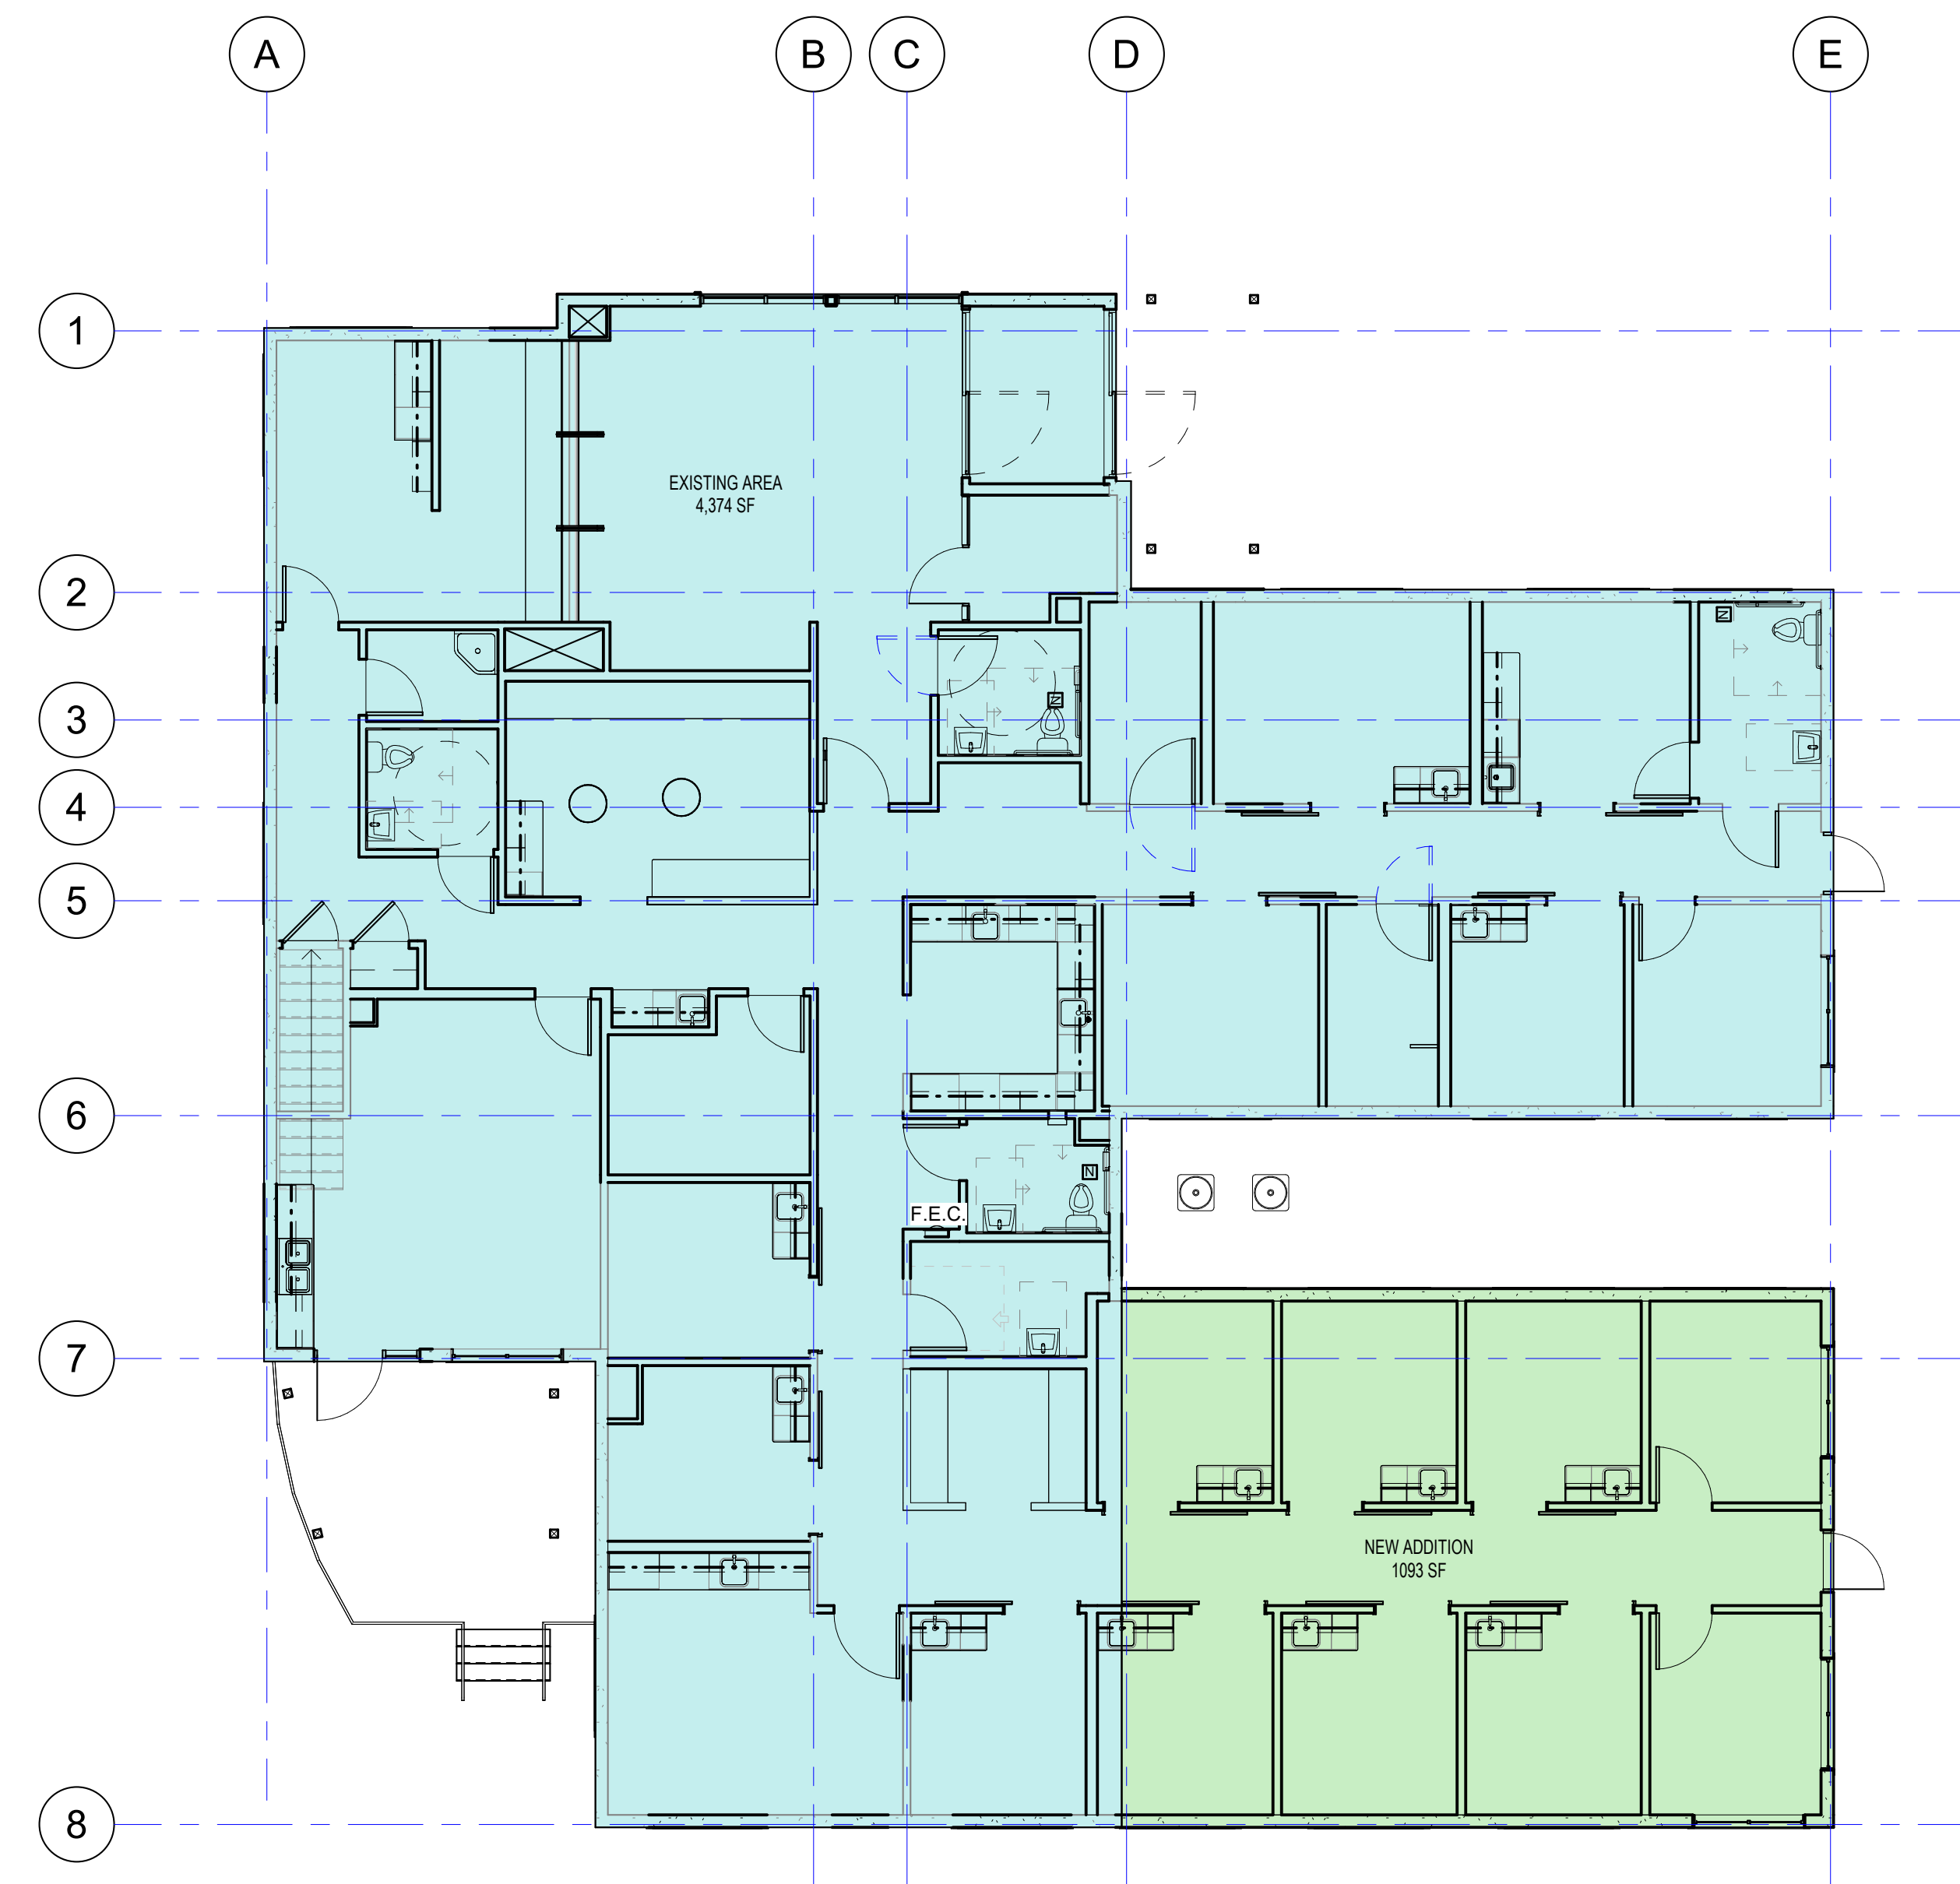 A
B
C
D
E
1
EXISTING AREA
4,374 SF
2
N
3
N
4
5
6
N
F.E.C.
7
NEW ADDITION
1093 SF
8